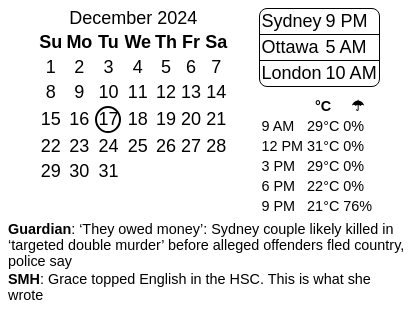 December 2024
Su Mo Tu We Th Fr Sa
1 2 3 4 5 6 7
8 9 10 11 12 13 14
15 16 17 18 19 20 21
22 23 24 25 26 27 28
29 30 31
Sydney 9 PM
Ottawa 5 AM
London 10 AM
°C ☂
9 AM 29°C 0%
12 PM 31°C 0%
3 PM 29°C 0%
6 PM 22°C 0%
9 PM 21°C 76%
Guardian: ‘They owed money’: Sydney couple likely killed in
‘targeted double murder’ before alleged offenders fled country,
police say
SMH: Grace topped English in the HSC. This is what she
wrote